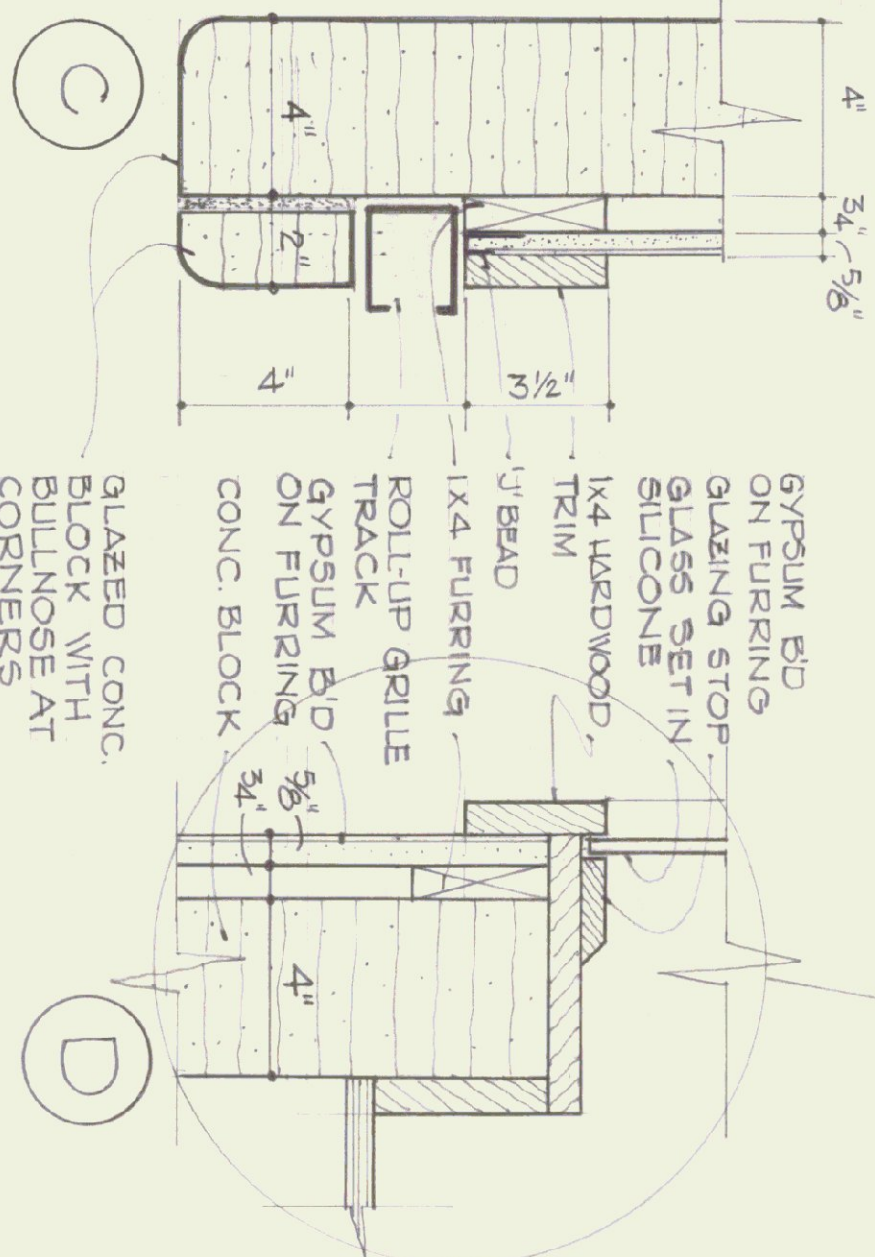 GYPSUM B'D
ON FURRING
GLAZING STOP
GLASS SET IN
SILICONE
1x4 HARDWOOD
TRIM
'J' BEAD
1x4 FURRING
ROLL-UP GRILLE
TRACK
GYPSUM B'D
ON FURRING
CONC. BLOCK
GLAZED CONC.
BLOCK WITH
BULLNOSE AT
CORNERS
4"
3/4"
5/8"
4"
2"
4"
3 1/2"
C
5/8"
3/4"
4"
D